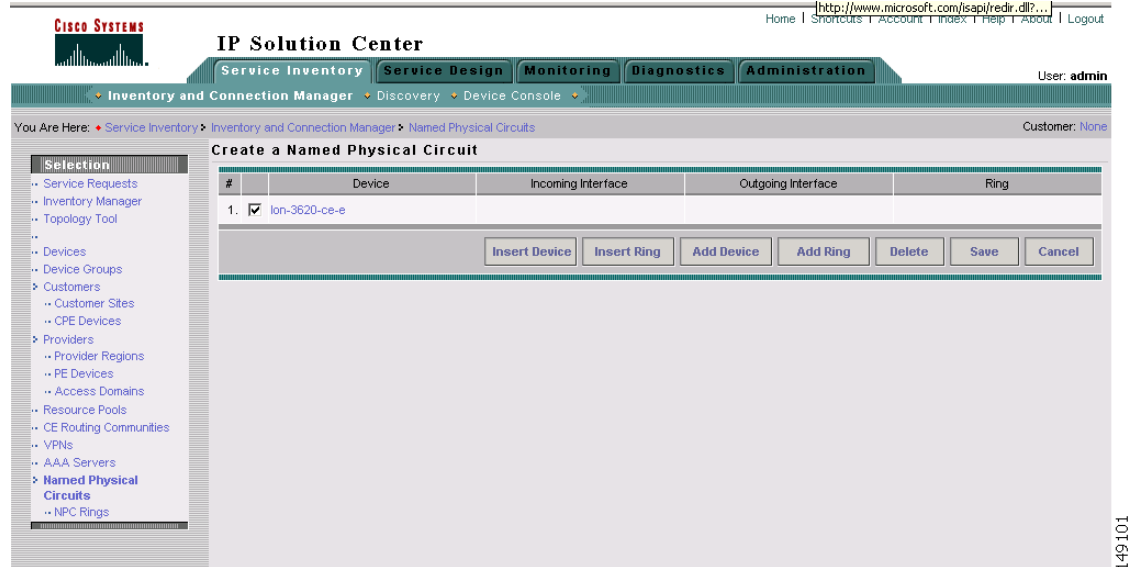 http://www.microsoft.com/isapi/redir.dll?...
CISCO SYSTEMS
Home | Shortcuts | Account | Index | Help | About | Logout
IP Solution Center
Service Inventory Service Design Monitoring Diagnostics Administration
User: admin
Inventory and Connection Manager Discovery Device Console
You Are Here: Service Inventory Inventory and Connection Manager Named Physical Circuits
Customer: None
Create a Named Physical Circuit
Selection
Service Requests
Inventory Manager
Topology Tool
Devices
Device Groups
Customers
Customer Sites
CPE Devices
Providers
Provider Regions
PE Devices
Access Domains
Resource Pools
CE Routing Communities
VPNs
AAA Servers
Named Physical
Circuits
NPC Rings
# Device Incoming Interface Outgoing Interface Ring
1. lon-3620-ce-e
Insert Device Insert Ring Add Device Add Ring Delete Save Cancel
149101